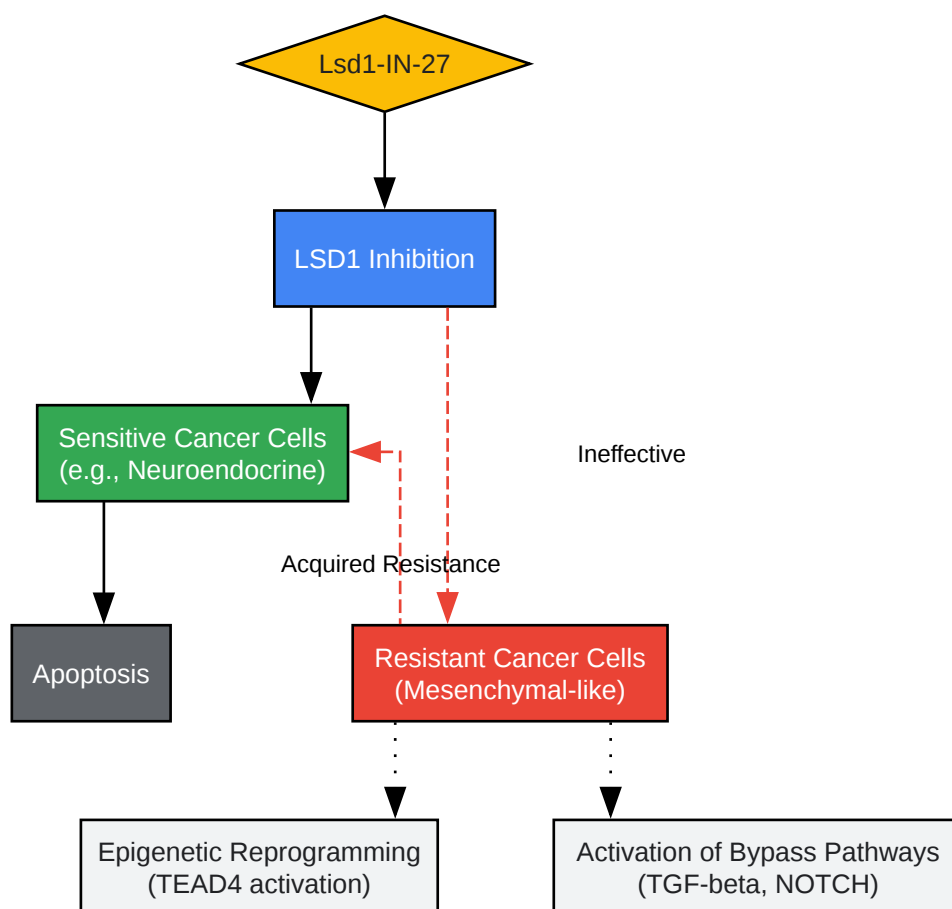 Lsd1-IN-27
LSD1 Inhibition
Sensitive Cancer Cells
(e.g., Neuroendocrine)
Ineffective
Acquired Resistance
Apoptosis
Resistant Cancer Cells
(Mesenchymal-like)
Epigenetic Reprogramming
(TEAD4 activation)
Activation of Bypass Pathways
(TGF-beta, NOTCH)